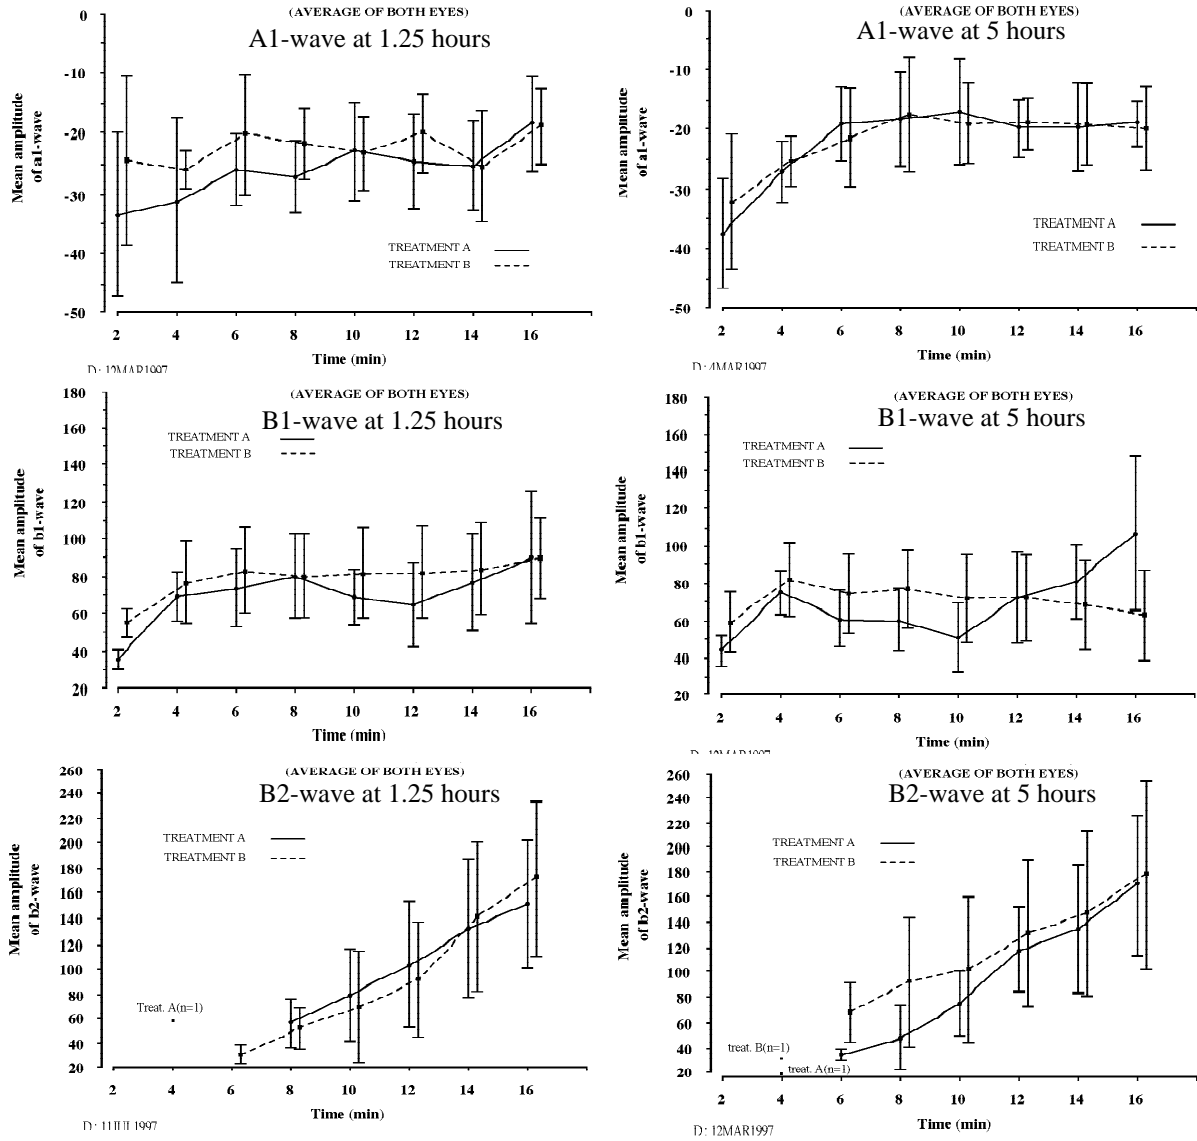 (AVERAGE OF BOTH EYES)
A1-wave at 1.25 hours
0
-10
-20
-30
-40
-50
Mean amplitude
of a1-wave
TREATMENT A
TREATMENT B
2 4 6 8 10 12 14 16
Time (min)
D: 12MAR1997
(AVERAGE OF BOTH EYES)
A1-wave at 5 hours
0
-10
-20
-30
-40
-50
Mean amplitude
of a1-wave
TREATMENT A
TREATMENT B
2 4 6 8 10 12 14 16
Time (min)
D: 4MAR1997
(AVERAGE OF BOTH EYES)
B1-wave at 1.25 hours
180
160
140
120
100
80
60
40
20
Mean amplitude
of b1-wave
TREATMENT A
TREATMENT B
2 4 6 8 10 12 14 16
Time (min)
(AVERAGE OF BOTH EYES)
B1-wave at 5 hours
180
160
140
120
100
80
60
40
20
Mean amplitude
of b1-wave
TREATMENT A
TREATMENT B
2 4 6 8 10 12 14 16
Time (min)
D: 12MAR1997
(AVERAGE OF BOTH EYES)
B2-wave at 1.25 hours
260
240
220
200
180
160
140
120
100
80
60
40
20
Mean amplitude
of b2-wave
TREATMENT A
TREATMENT B
Treat. A(n=1)
2 4 6 8 10 12 14 16
Time (min)
D: 11JUL1997
(AVERAGE OF BOTH EYES)
B2-wave at 5 hours
260
240
220
200
180
160
140
120
100
80
60
40
20
Mean amplitude
of b2-wave
TREATMENT A
TREATMENT B
treat. B(n=1)
treat. A(n=1)
2 4 6 8 10 12 14 16
Time (min)
D: 12MAR1997